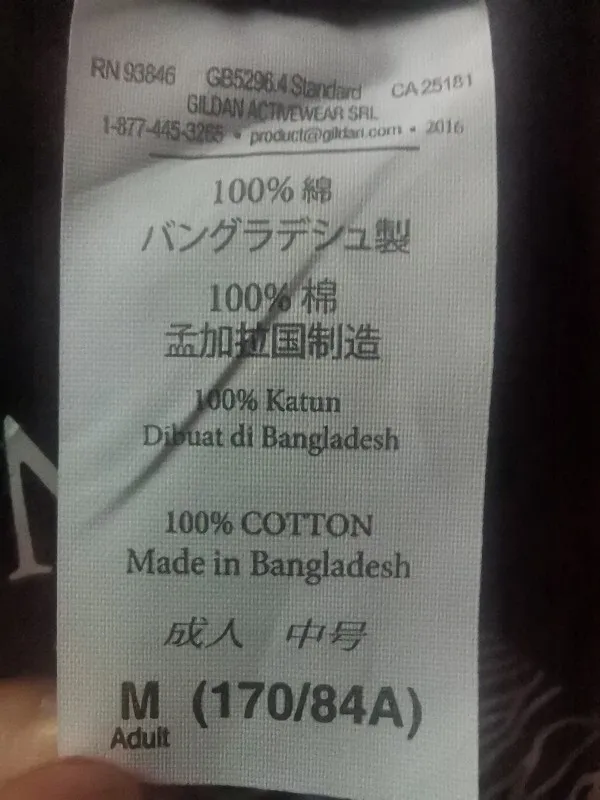 RN 93846 GB5296.4 Standard CA 25181
GILDAN ACTIVEWEAR SRL
1-877-445-3265 • product@gildan.com • 2016
100% 綿
バングラデシュ製
100% 棉
孟加拉国制造
100% Katun
Dibuat di Bangladesh
100% COTTON
Made in Bangladesh
成人 中号
M (170/84A)
Adult